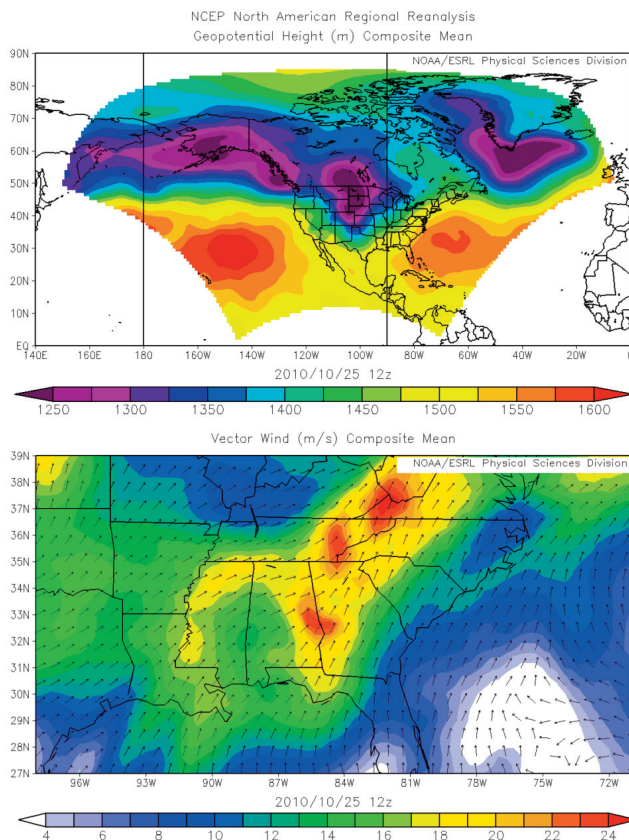 NCEP North American Regional Reanalysis
Geopotential Height (m) Composite Mean
90N
NOAA/ESRL Physical Sciences Division
80N
70N
60N
50N
40N
30N
20N
10N
EQ
140E 160E 180 160W 140W 120W 100W 80W 60W 40W 20W 0
2010/10/25 12z
1250 1300 1350 1400 1450 1500 1550 1600
Vector Wind (m/s) Composite Mean
39N
NOAA/ESRL Physical Sciences Division
38N
37N
36N
35N
34N
33N
32N
31N
30N
29N
28N
27N
96W 93W 90W 87W 84W 81W 78W 75W 72W
2010/10/25 12z
4 6 8 10 12 14 16 18 20 22 24